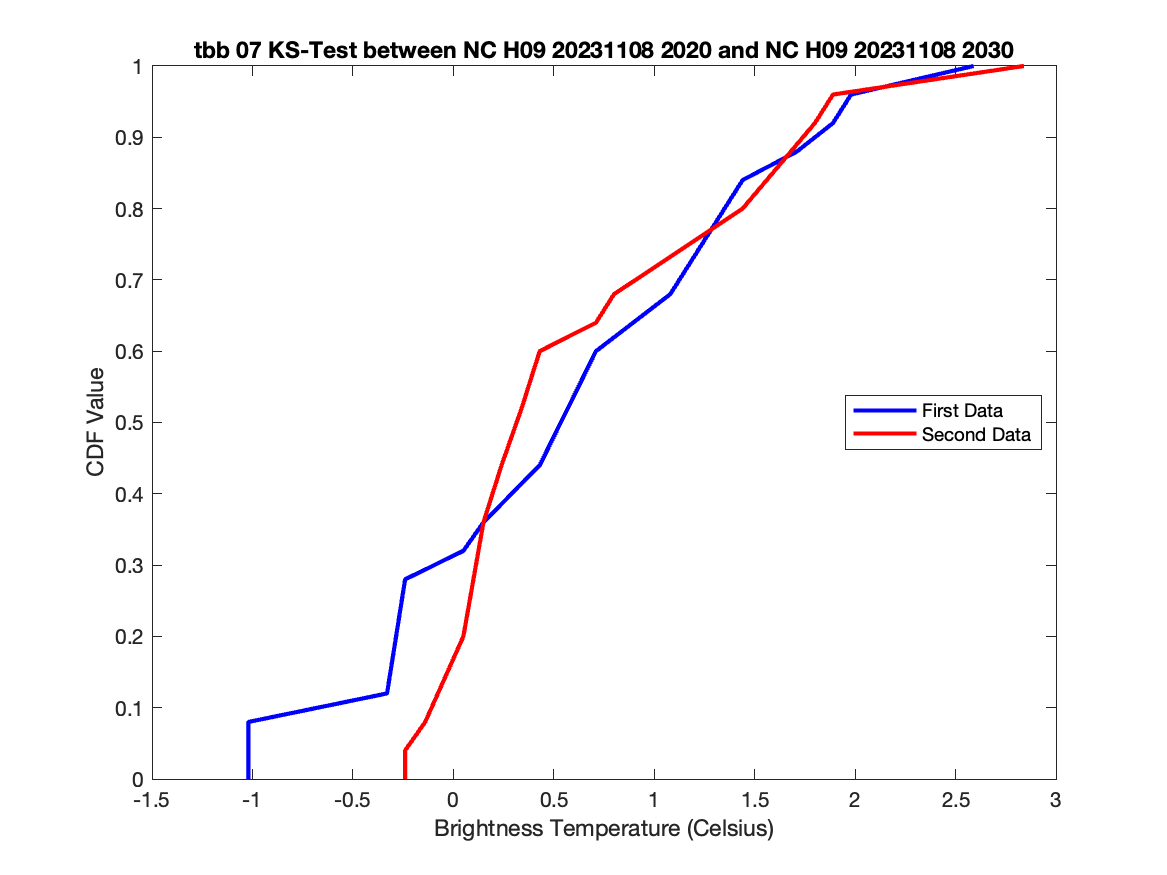 tbb 07 KS-Test between NC H09 20231108 2020 and NC H09 20231108 2030
1
0.9
0.8
0.7
0.6
0.5
0.4
0.3
0.2
0.1
0
CDF Value
First Data
Second Data
-1.5 -1 -0.5 0 0.5 1 1.5 2 2.5 3
Brightness Temperature (Celsius)